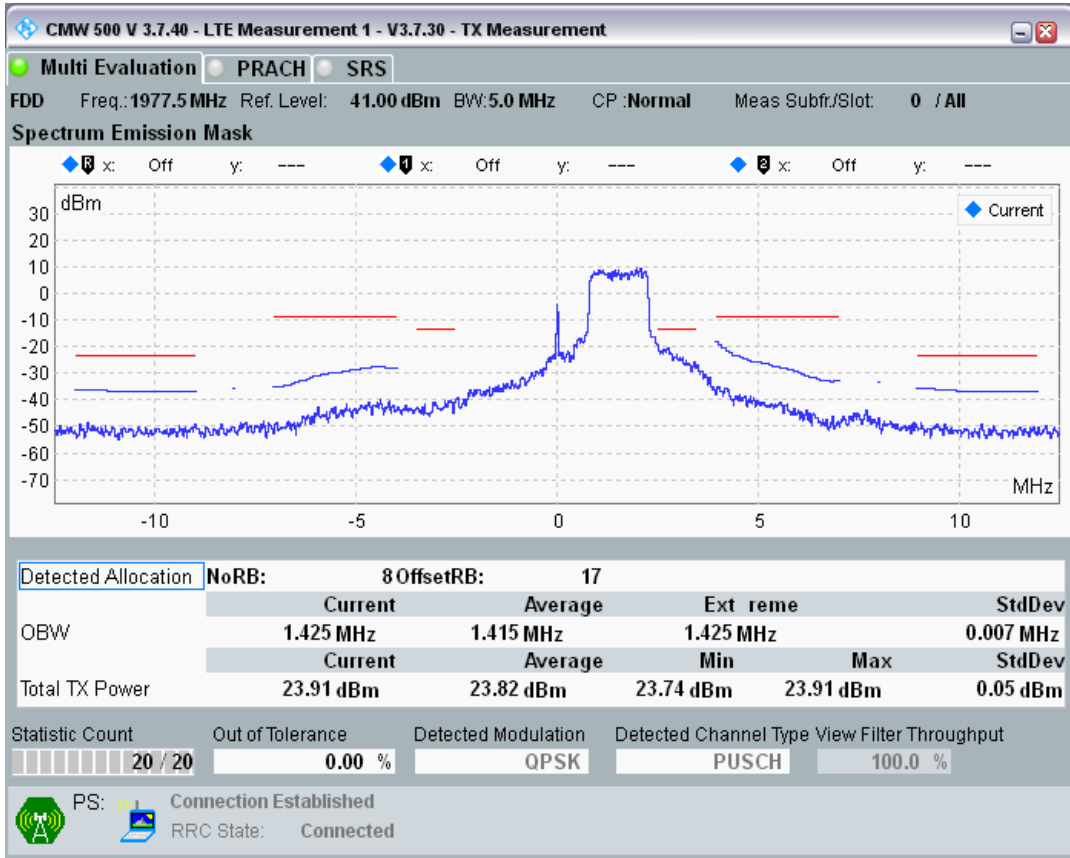 CMW 500 V 3.7.40 - LTE Measurement 1 - V3.7.30 - TX Measurement
Multi Evaluation PRACH SRS
FDD Freq.: 1977.5 MHz Ref. Level: 41.00 dBm BW: 5.0 MHz CP : Normal Meas Subfr./Slot: 0 / All
Spectrum Emission Mask
R x: Off y: --- 1 x: Off y: --- 2 x: Off y: ---
dBm
Current
30
20
10
0
-10
-20
-30
-40
-50
-60
-70
MHz
-10 -5 0 5 10
Detected Allocation NoRB: 8 OffsetRB: 17
Current Average Ext reme StdDev
OBW 1.425 MHz 1.415 MHz 1.425 MHz 0.007 MHz
Current Average Min Max StdDev
Total TX Power 23.91 dBm 23.82 dBm 23.74 dBm 23.91 dBm 0.05 dBm
Statistic Count Out of Tolerance Detected Modulation Detected Channel Type View Filter Throughput
20 / 20 0.00 % QPSK PUSCH 100.0 %
PS: Connection Established
RRC State: Connected